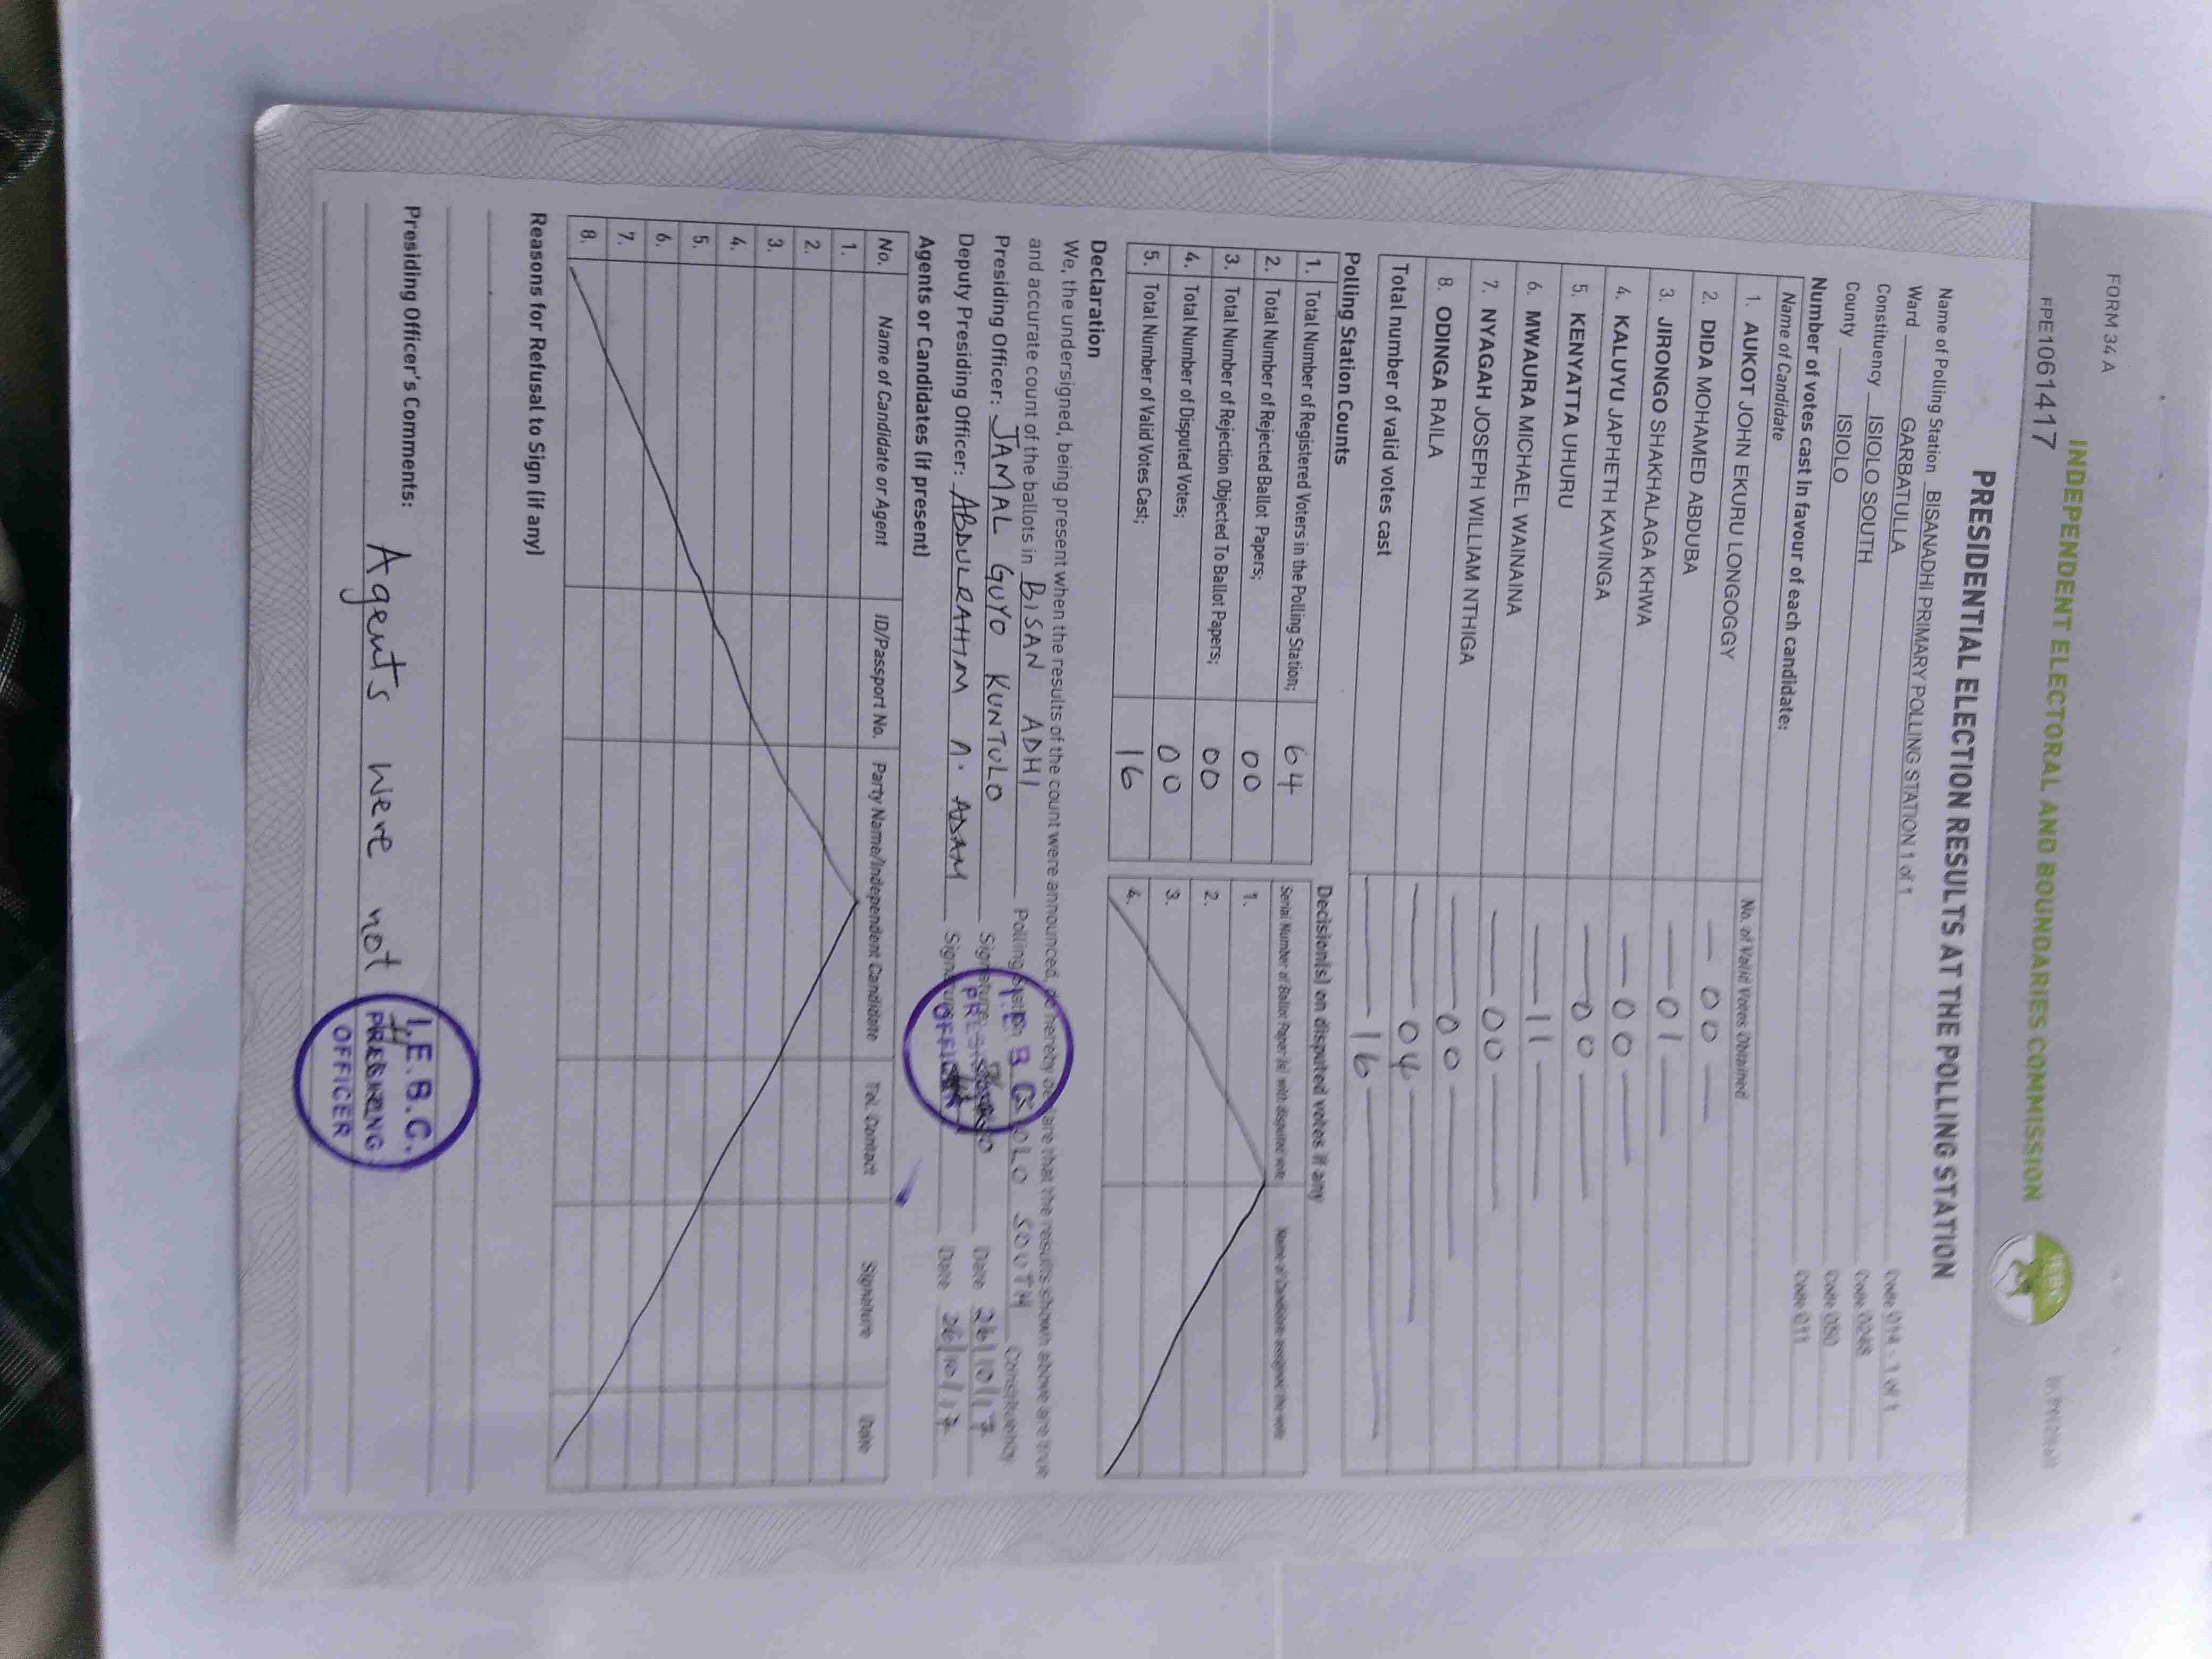 FORM 34 A
INDEPENDENT ELECTORAL AND BOUNDARIES COMMISSION
IEBC
FPE1061417
PRESIDENTIAL ELECTION RESULTS AT THE POLLING STATION
Name of Polling Station BISANADHI PRIMARY POLLING STATION 1 of 1 Code 014 - 1 of 1
Ward GARBATULLA Code 0248
Constituency ISIOLO SOUTH Code 050
County ISIOLO Code 011
Number of votes cast in favour of each candidate:
Name of Candidate No. of Valid Votes Obtained
1. AUKOT JOHN EKURU LONGOGGY — 00 —
2. DIDA MOHAMED ABDUBA — 01 —
3. JIRONGO SHAKHALAGA KHWA — 00 —
4. KALUYU JAPHETH KAVINGA — 00 —
5. KENYATTA UHURU — 11 —
6. MWAURA MICHAEL WAINAINA — 00 —
7. NYAGAH JOSEPH WILLIAM NTHIGA — 00 —
8. ODINGA RAILA — 04 —
Total number of valid votes cast — 16 —
Polling Station Counts
1. Total Number of Registered Voters in the Polling Station; 64
2. Total Number of Rejected Ballot Papers; 00
3. Total Number of Rejection Objected To Ballot Papers; 00
4. Total Number of Disputed Votes; 00
5. Total Number of Valid Votes Cast; 16
Decision(s) on disputed votes if any
Serial Number of Ballot Paper (s) with disputed vote Name of Candidate assigned the vote
1.
2.
3.
4.
Declaration
We, the undersigned, being present when the results of the count were announced, do hereby declare that the results shown above are true
and accurate count of the ballots in BISAN ADHI Polling Station ISIOLO SOUTH Constituency
Presiding Officer: JAMAL GUYO KUNTULO Signature Date 26/10/17
Deputy Presiding Officer: ABDULRAHIM A. ADAN Signature Date 26/10/17
Agents or Candidates (if present)
No. Name of Candidate or Agent ID/Passport No. Party Name/Independent Candidate Tel. Contact Signature Date
1.
2.
3.
4.
5.
6.
7.
8.
Reasons for Refusal to Sign (if any)
Presiding Officer's Comments:
Agents were not
I.E.B.C.
PRESIDING
OFFICER